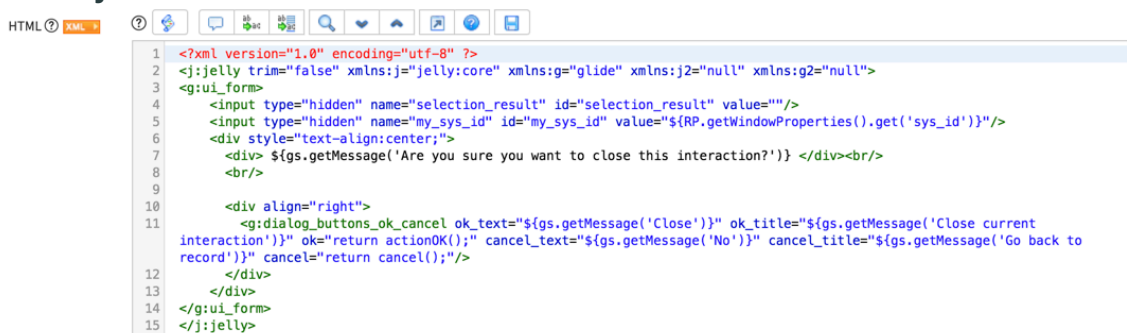 HTML ? XML
1 <?xml version="1.0" encoding="utf-8" ?>
2 <j:jelly trim="false" xmlns:j="jelly:core" xmlns:g="glide" xmlns:j2="null" xmlns:g2="null">
3 <g:ui_form>
4     <input type="hidden" name="selection_result" id="selection_result" value=""/>
5     <input type="hidden" name="my_sys_id" id="my_sys_id" value="${RP.getWindowProperties().get('sys_id')}"/>
6     <div style="text-align:center;">
7       <div> ${gs.getMessage('Are you sure you want to close this interaction?')} </div><br/>
8       <br/>
9
10       <div align="right">
11         <g:dialog_buttons_ok_cancel ok_text="${gs.getMessage('Close')}" ok_title="${gs.getMessage('Close current
interaction')}" ok="return actionOK();" cancel_text="${gs.getMessage('No')}" cancel_title="${gs.getMessage('Go back to
record')}" cancel="return cancel();"/>
12       </div>
13     </div>
14 </g:ui_form>
15 </j:jelly>